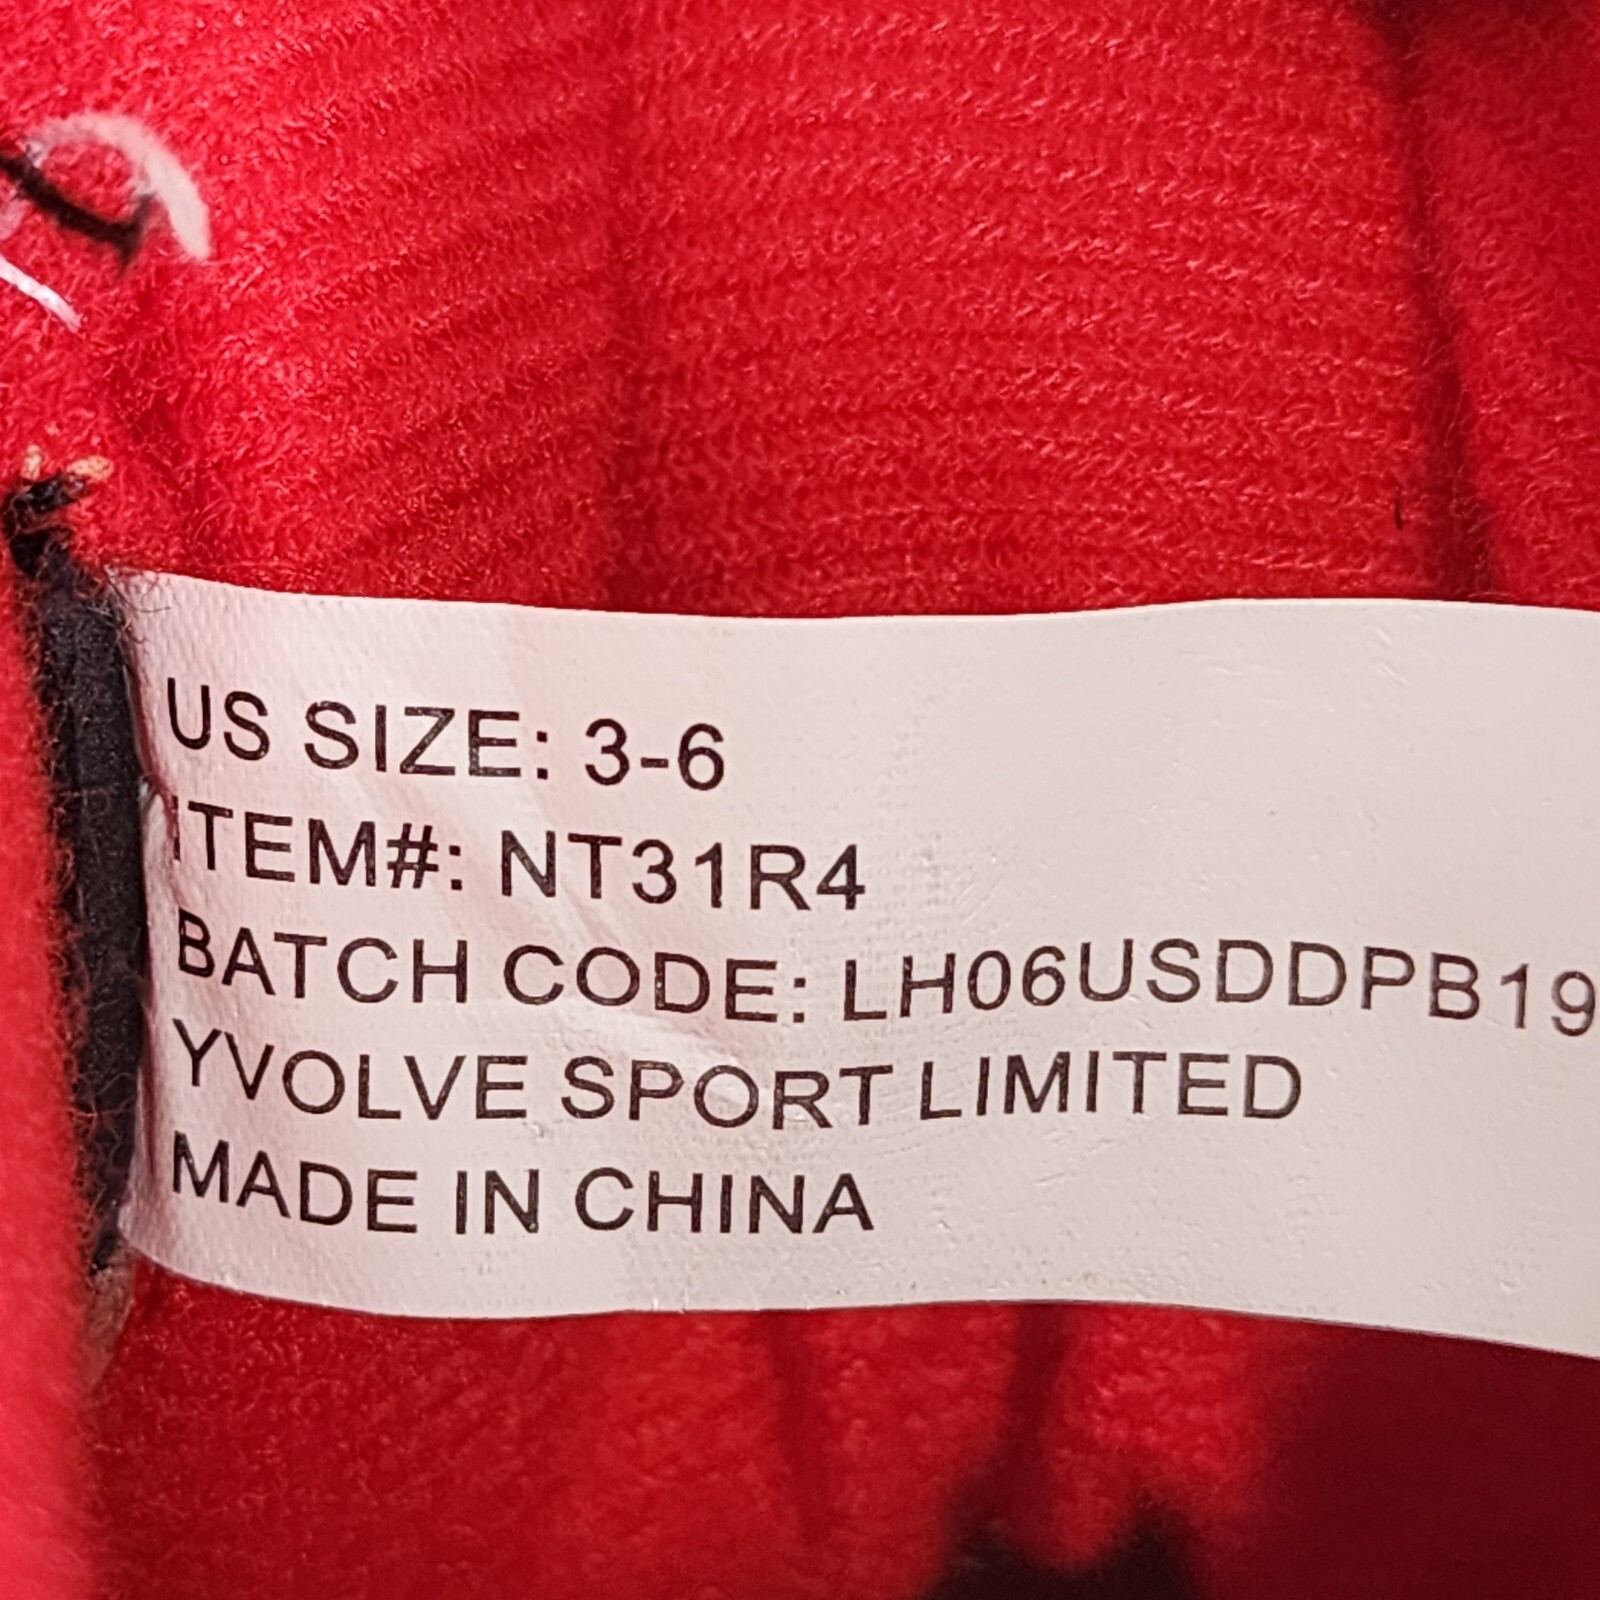 US SIZE: 3-6
ITEM#: NT31R4
BATCH CODE: LH06USDDPB19
YVOLVE SPORT LIMITED
MADE IN CHINA